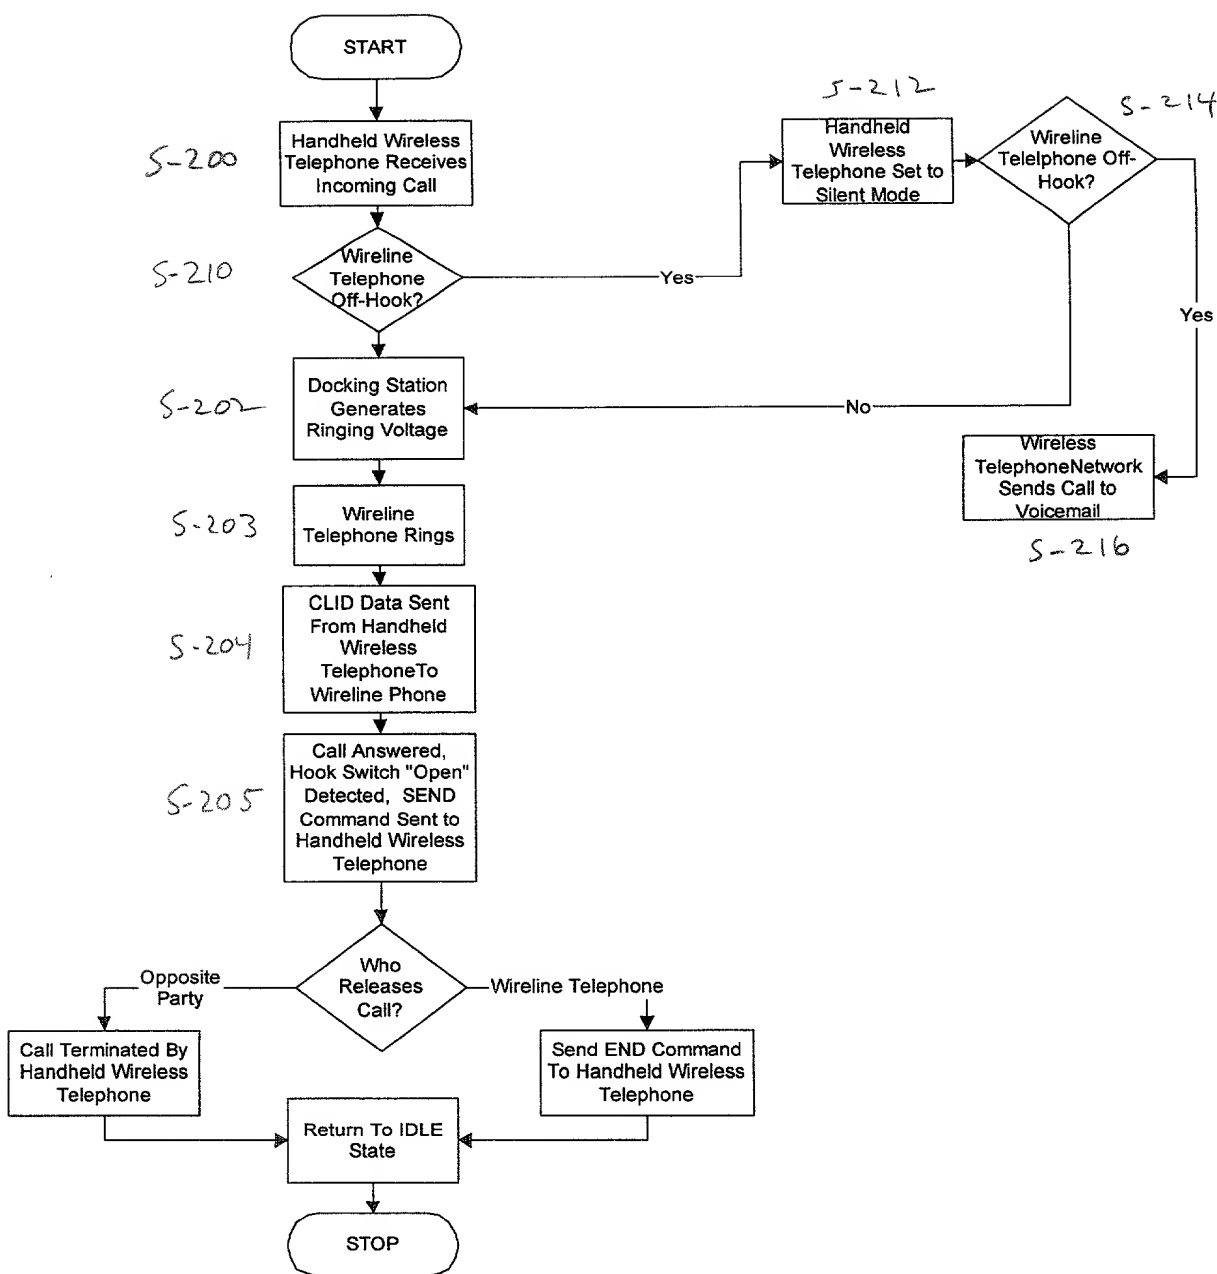 START
S-200
Handheld Wireless
Telephone Receives
Incoming Call
S-210
Wireline
Telephone
Off-Hook?
Yes
S-212
Handheld
Wireless
Telephone Set to
Silent Mode
S-214
Wireline
Telelphone Off-
Hook?
Yes
No
S-202
Docking Station
Generates
Ringing Voltage
Wireless
TelephoneNetwork
Sends Call to
Voicemail
S-216
S-203
Wireline
Telephone Rings
S-204
CLID Data Sent
From Handheld
Wireless
TelephoneTo
Wireline Phone
S-205
Call Answered,
Hook Switch "Open"
Detected, SEND
Command Sent to
Handheld Wireless
Telephone
Who
Releases
Call?
Opposite
Party
Wireline Telephone
Call Terminated By
Handheld Wireless
Telephone
Send END Command
To Handheld Wireless
Telephone
Return To IDLE
State
STOP